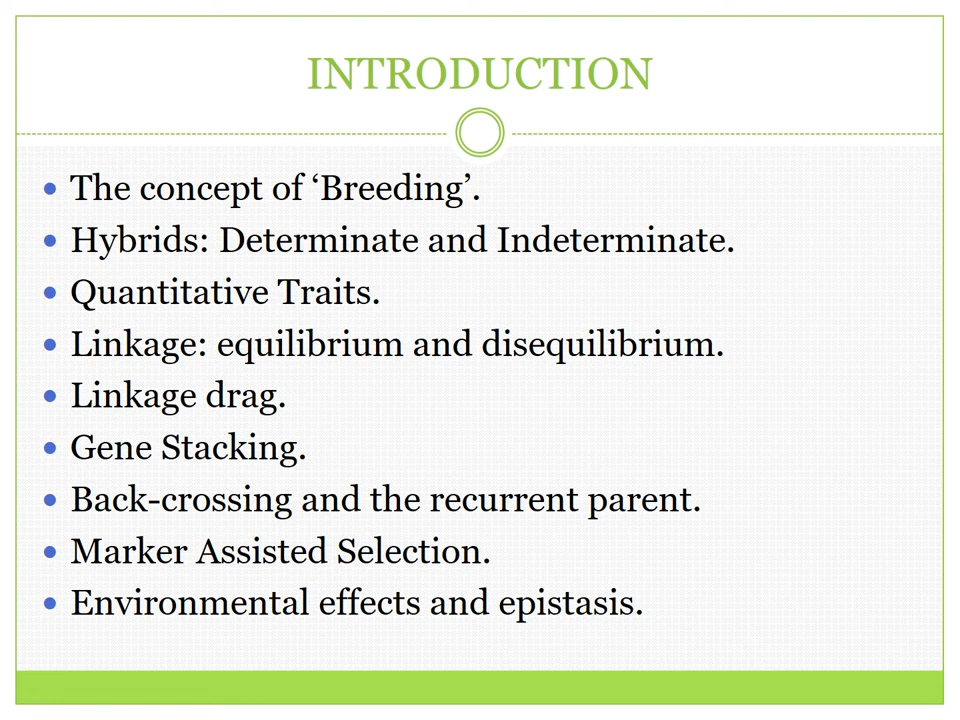 INTRODUCTION
• The concept of ‘Breeding’.
• Hybrids: Determinate and Indeterminate.
• Quantitative Traits.
• Linkage: equilibrium and disequilibrium.
• Linkage drag.
• Gene Stacking.
• Back-crossing and the recurrent parent.
• Marker Assisted Selection.
• Environmental effects and epistasis.